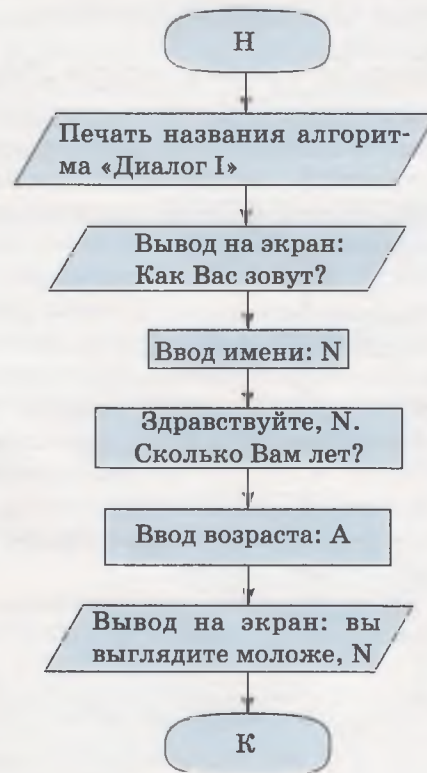 Н
Печать названия алгорит-
ма «Диалог I»
Вывод на экран:
Как Вас зовут?
Ввод имени: N
Здравствуйте, N.
Сколько Вам лет?
Ввод возраста: А
Вывод на экран: вы
выглядите моложе, N
К